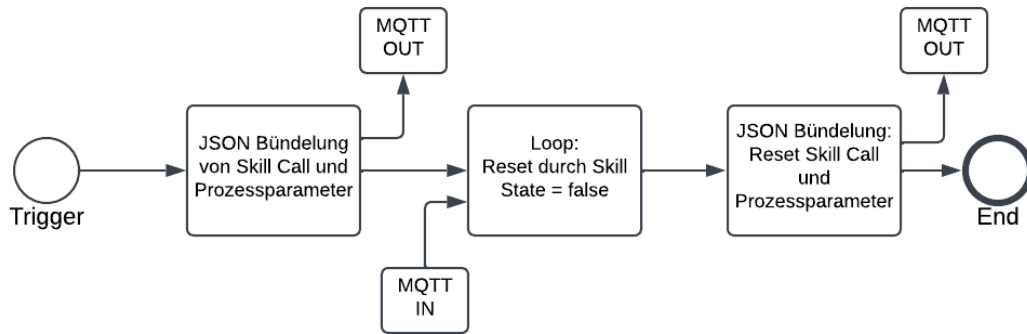 MQTT
OUT
MQTT
OUT
Trigger
JSON Bündelung
von Skill Call und
Prozessparameter
Loop:
Reset durch Skill
State = false
JSON Bündelung:
Reset Skill Call
und
Prozessparameter
End
MQTT
IN